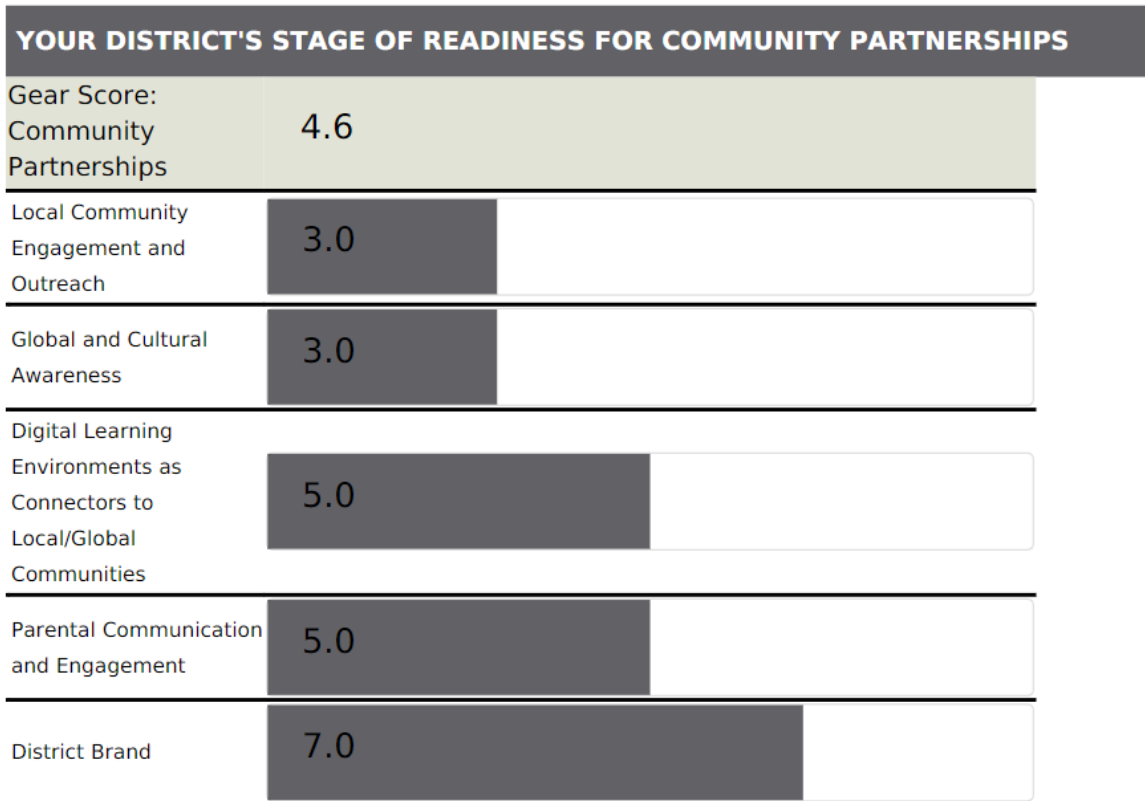 YOUR DISTRICT'S STAGE OF READINESS FOR COMMUNITY PARTNERSHIPS
Gear Score:
Community
Partnerships
4.6
Local Community
Engagement and
Outreach
3.0
Global and Cultural
Awareness
3.0
Digital Learning
Environments as
Connectors to
Local/Global
Communities
5.0
Parental Communication
and Engagement
5.0
District Brand
7.0